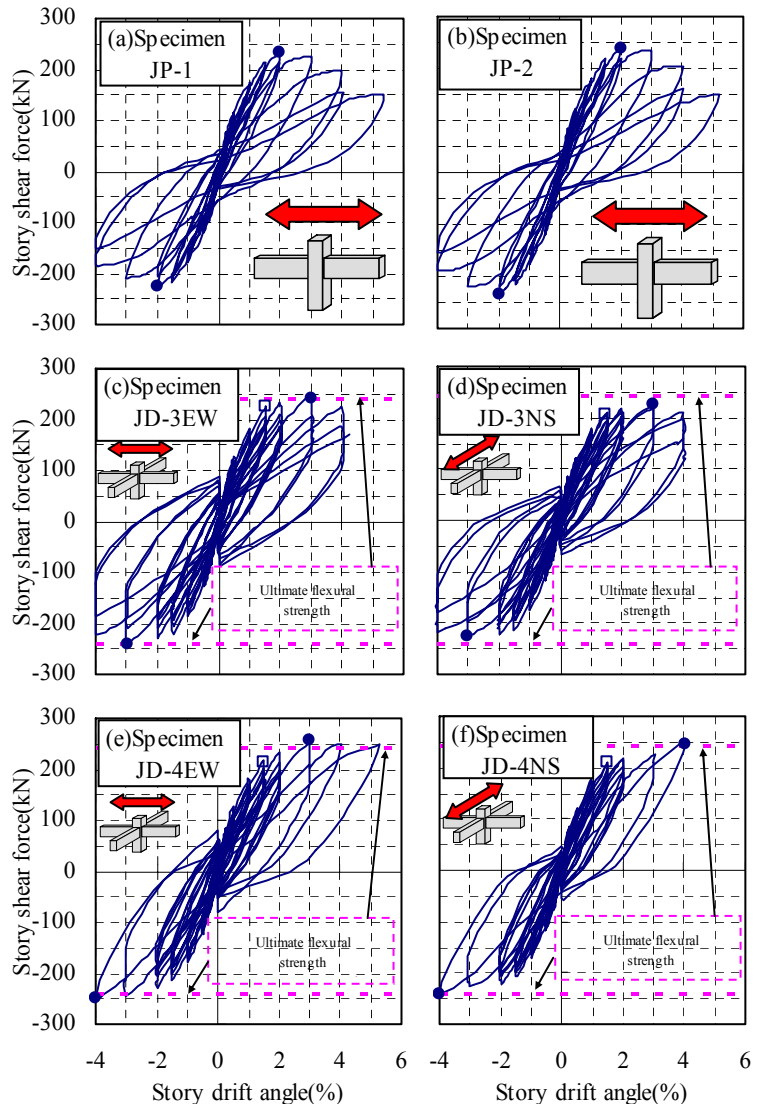 (a)Specimen
JP-1
(b)Specimen
JP-2
Story shear force(kN)
300
200
100
0
-100
-200
-300
(c)Specimen
JD-3EW
(d)Specimen
JD-3NS
Story shear force(kN)
300
200
100
0
-100
-200
-300
Ultimate flexural
strength
Ultimate flexural
strength
(e)Specimen
JD-4EW
(f)Specimen
JD-4NS
Story shear force(kN)
300
200
100
0
-100
-200
-300
Ultimate flexural
strength
Ultimate flexural
strength
-4 -2 0 2 4 6
-4 -2 0 2 4 6
Story drift angle(%)
Story drift angle(%)